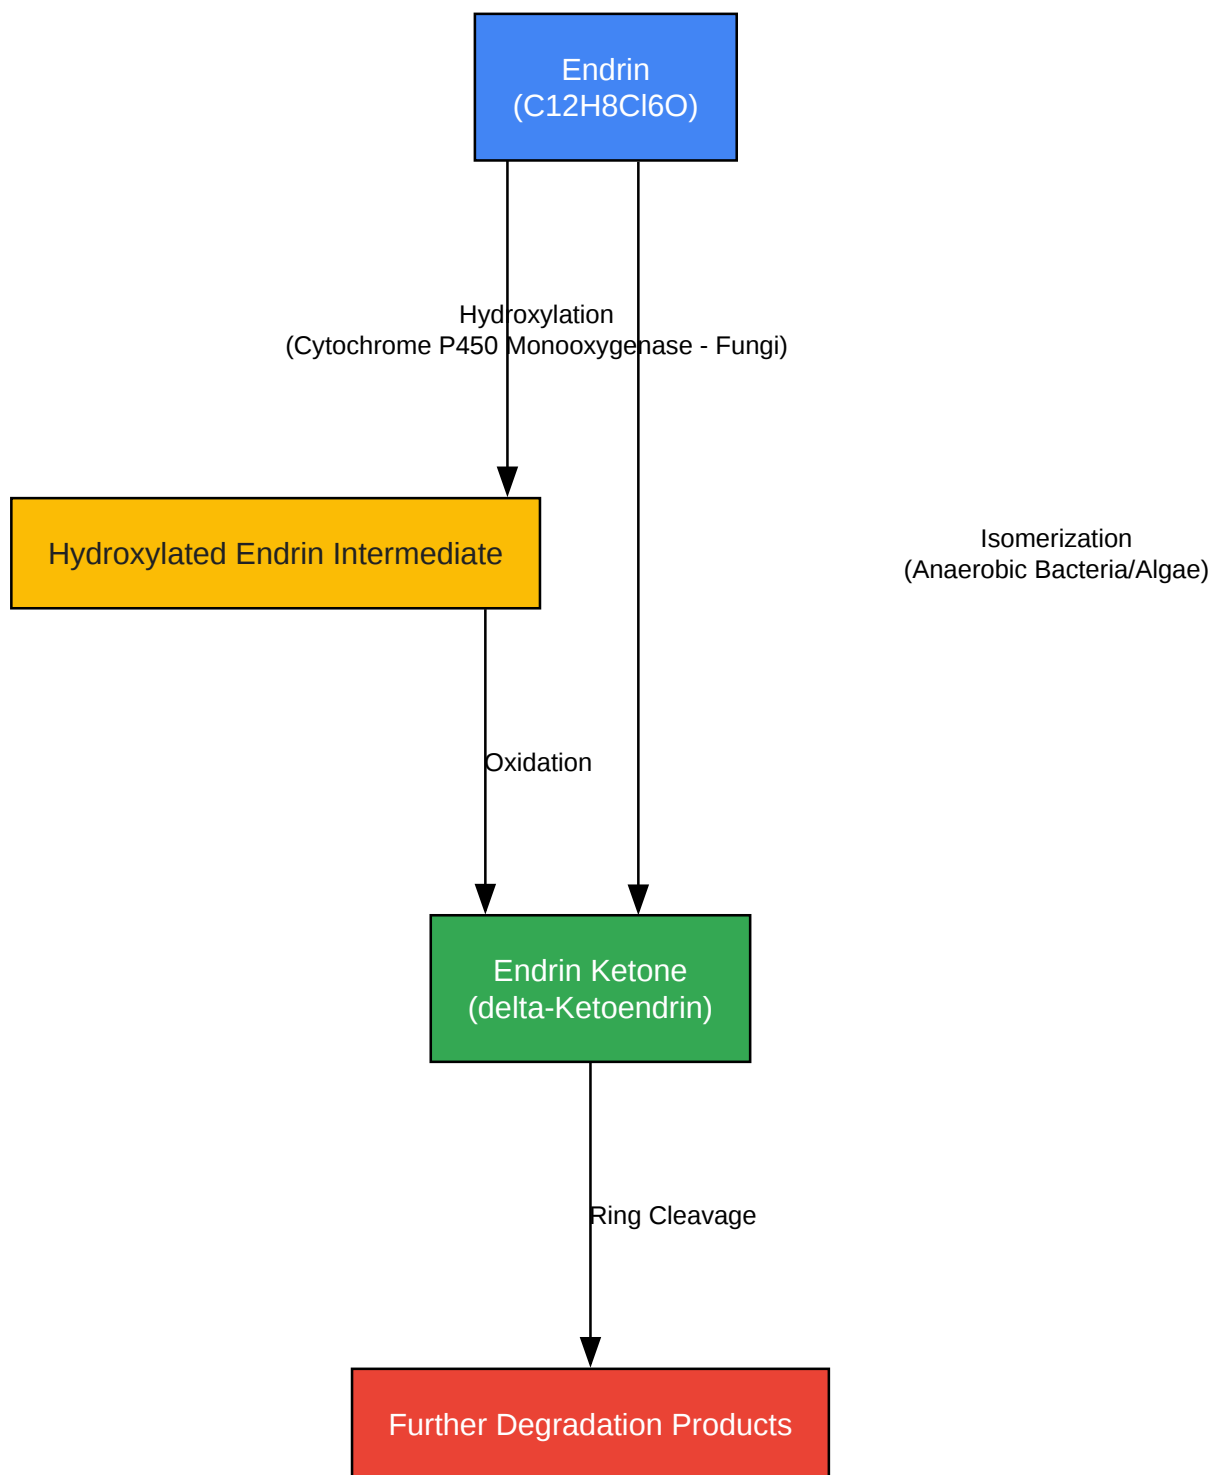 Endrin
(C12H8Cl6O)
Hydroxylation
(Cytochrome P450 Monooxygenase - Fungi)
Hydroxylated Endrin Intermediate
Isomerization
(Anaerobic Bacteria/Algae)
Oxidation
Endrin Ketone
(delta-Ketoendrin)
Ring Cleavage
Further Degradation Products